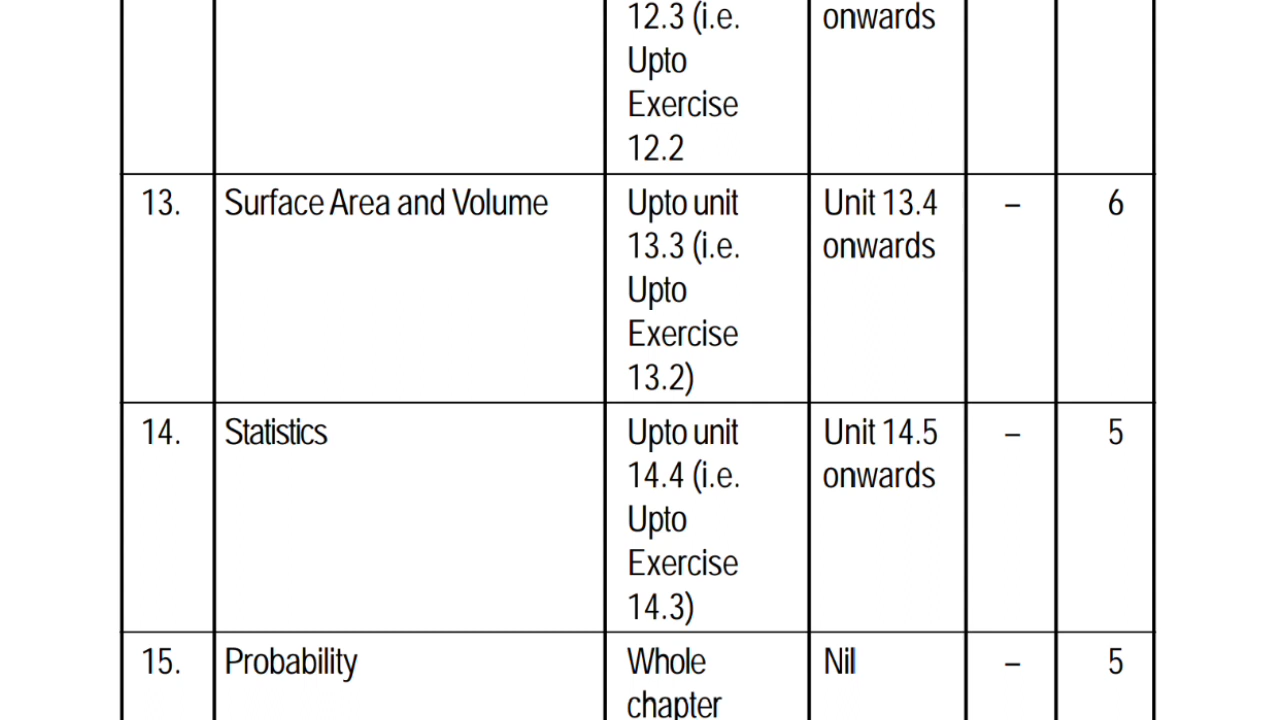 12.3 (i.e. onwards
Upto
Exercise
12.2
13. Surface Area and Volume Upto unit Unit 13.4 – 6
13.3 (i.e. onwards
Upto
Exercise
13.2)
14. Statistics Upto unit Unit 14.5 – 5
14.4 (i.e. onwards
Upto
Exercise
14.3)
15. Probability Whole Nil – 5
chapter